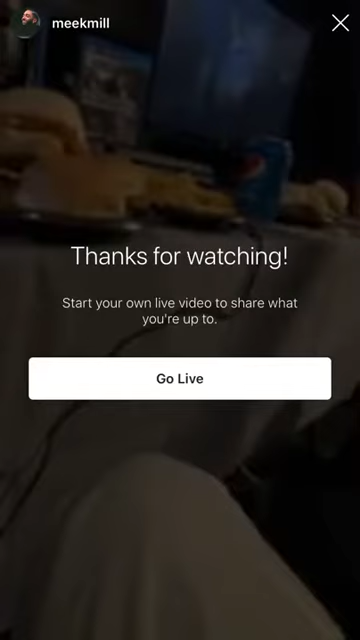 meekmill
Thanks for watching!
Start your own live video to share what
you're up to.
Go Live